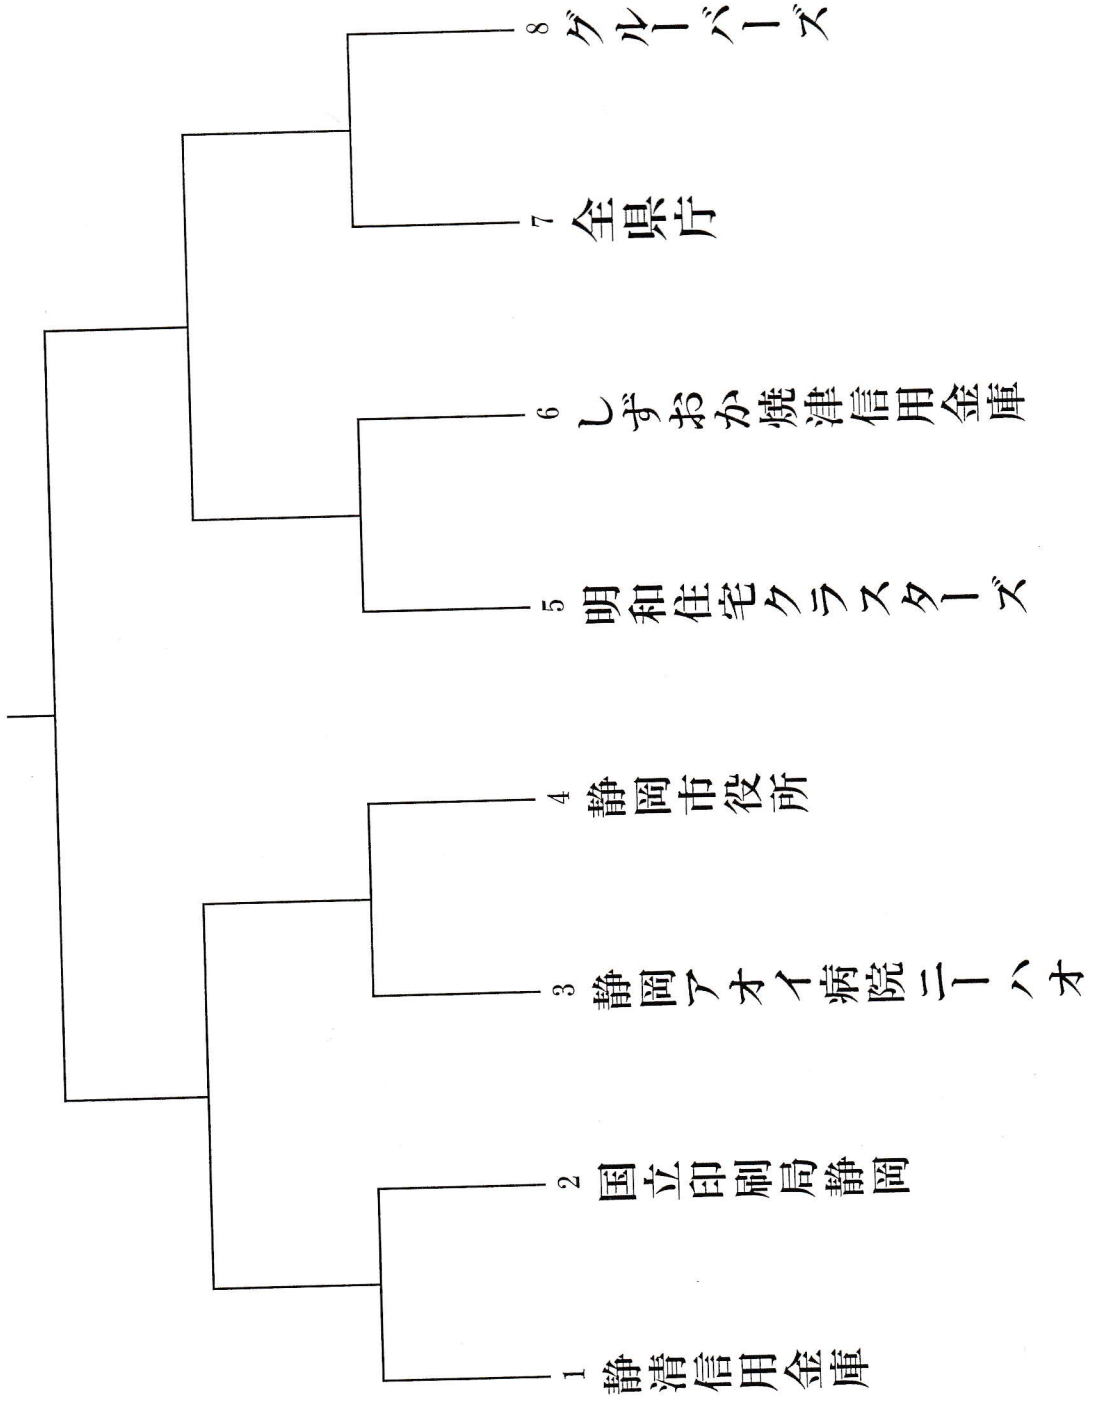 1 静清信用金庫
2 国立印刷局静岡
3 静岡アオイ病院ニーハオ
4 静岡市役所
5 明和住宅クラスターズ
6 しずおか焼津信用金庫
7 全県庁
8 グルーバーズ